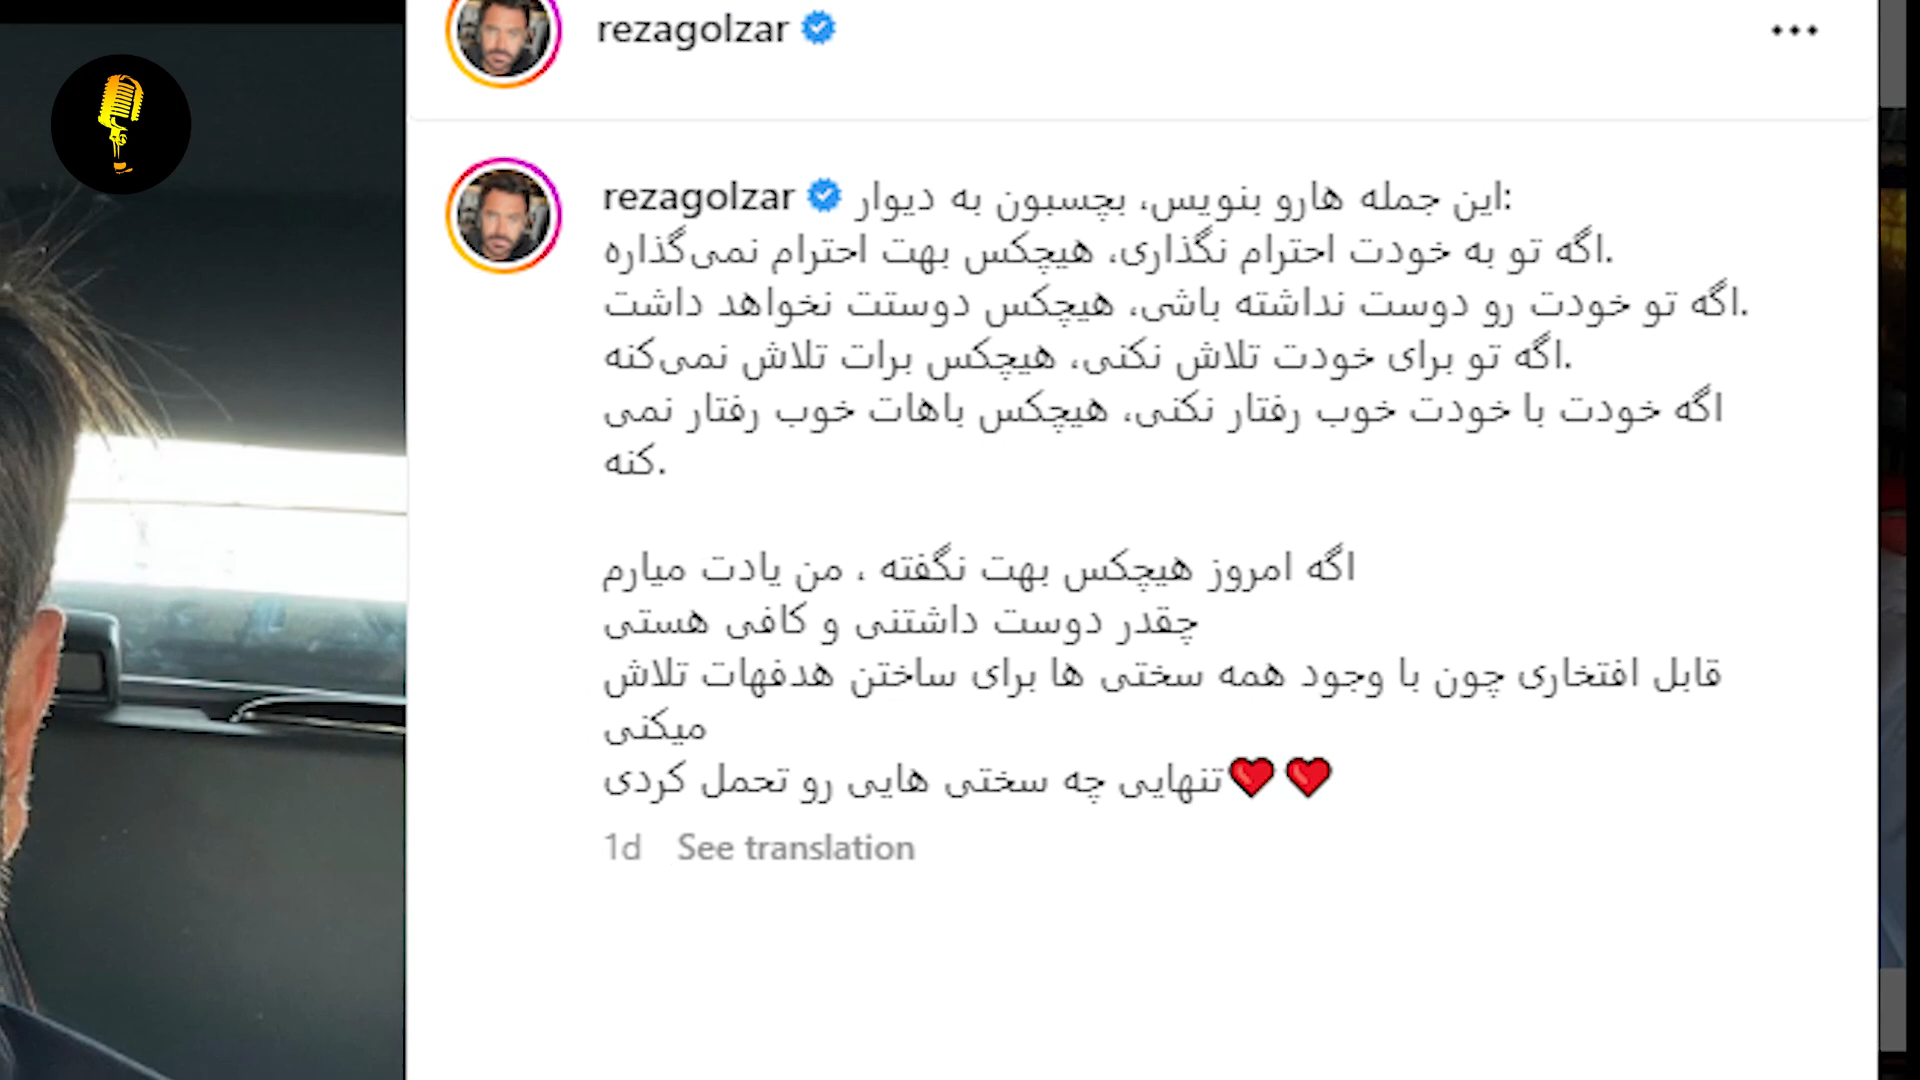 rezagolzar
rezagolzar این جمله هارو بنویس، بچسبون به دیوار:
اگه تو به خودت احترام نگذاری، هیچکس بهت احترام نمی‌گذاره.
اگه تو خودت رو دوست نداشته باشی، هیچکس دوستت نخواهد داشت.
اگه تو برای خودت تلاش نکنی، هیچکس برات تلاش نمی‌کنه.
اگه خودت با خودت خوب رفتار نکنی، هیچکس باهات خوب رفتار نمی
کنه.
اگه امروز هیچکس بهت نگفته ، من یادت میارم
چقدر دوست داشتنی و کافی هستی
قابل افتخاری چون با وجود همه سختی ها برای ساختن هدفهات تلاش
میکنی
تنهایی چه سختی هایی رو تحمل کردی❤️❤️
1d See translation